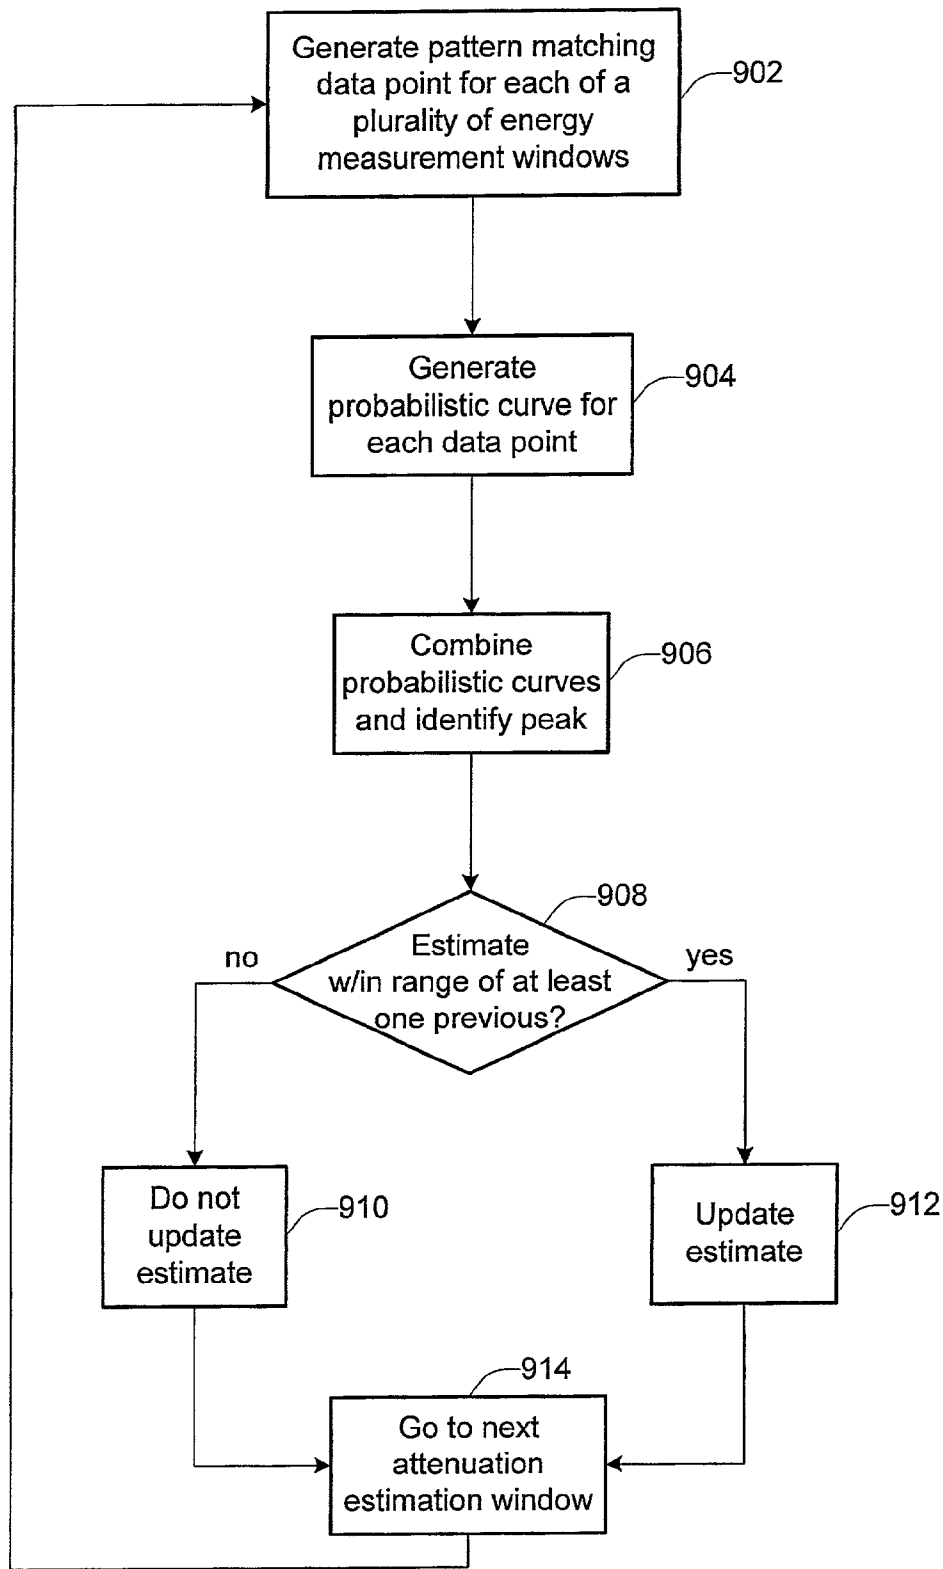 Generate pattern matching
data point for each of a
plurality of energy
measurement windows
902
Generate
probabilistic curve for
each data point
904
Combine
probabilistic curves
and identify peak
906
908
Estimate
w/in range of at least
one previous?
no
yes
Do not
update
estimate
910
Update
estimate
912
914
Go to next
attenuation
estimation window